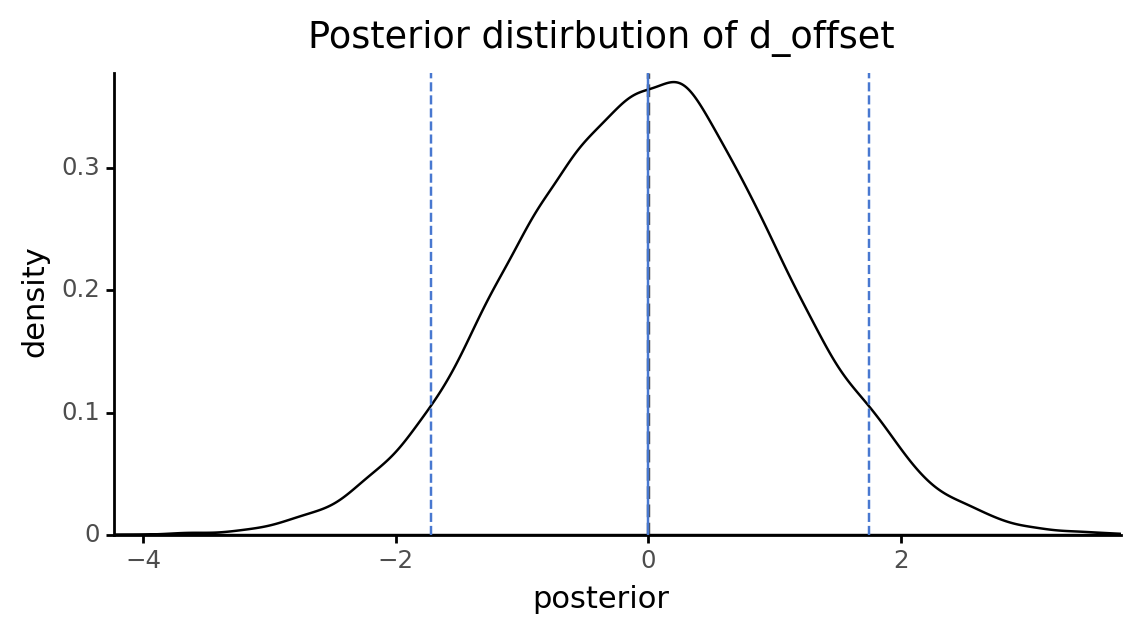 Posterior distirbution of d_offset
density
0.3
0.2
0.1
0
−4
−2
0
2
posterior